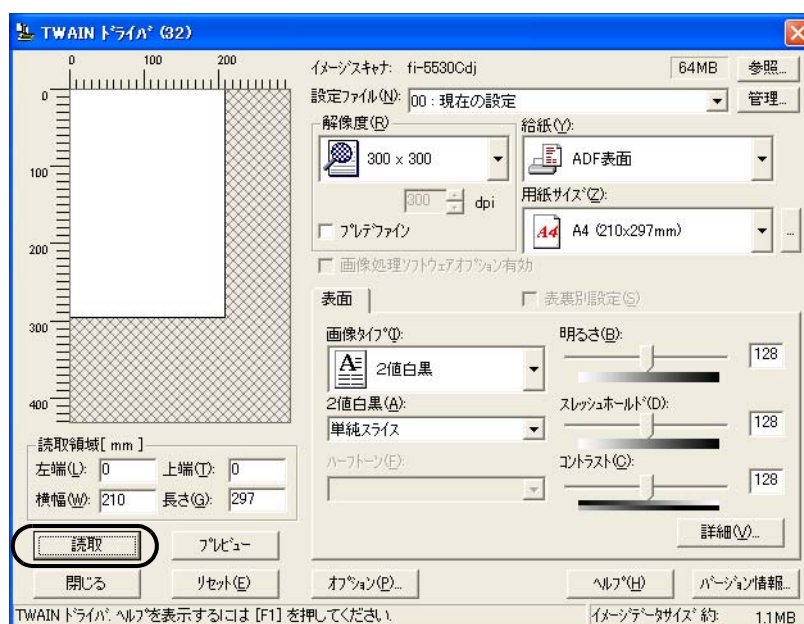 TWAIN ドライバ (32)
0 100 200
0
100
200
300
400
イメージスキャナ: fi-5530Cdj 64MB 参照...
設定ファイル(N): 00 : 現在の設定 管理...
解像度(R)
300 × 300
300 dpi
プレデファイン
給紙(Y):
ADF表面
用紙サイズ(Z):
A4 A4 (210x297mm) ...
画像処理ソフトウェアオプション有効
表面
表裏別設定(S)
画像タイプ(I):
A 2値白黒
2値白黒(A):
単純スライス
ハーフトーン(F):
明るさ(B):
128
スレッショホールド(D):
128
コントラスト(C):
128
詳細(V)...
読取領域[ mm ]
左端(L): 0 上端(T): 0
横幅(W): 210 長さ(G): 297
読取 プレビュー
閉じる リセット(E) オプション(P)... ヘルプ(H) バージョン情報...
TWAIN ドライバ. ヘルプを表示するには [F1] を押してください. イメージデータサイズ 約: 1.1MB